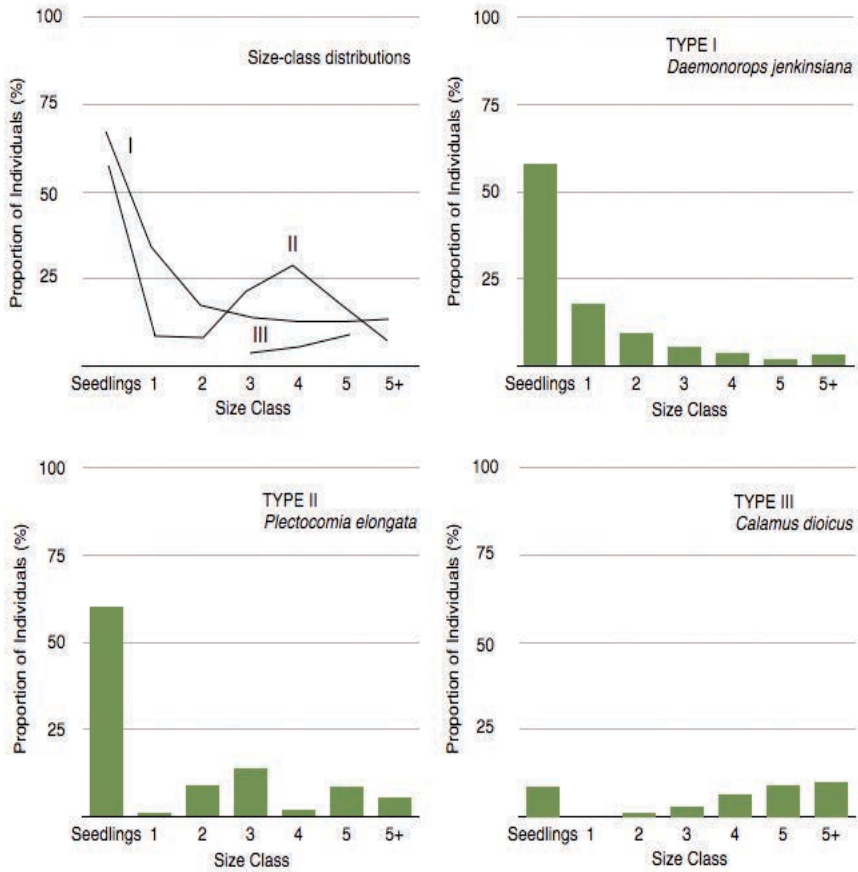 100
75
50
25
Proportion of Individuals (%)
Size-class distributions
I
II
III
Seedlings 1 2 3 4 5 5+
Size Class
100
75
50
25
Proportion of Individuals (%)
TYPE I
Daemonorops jenkinsiana
Seedlings 1 2 3 4 5 5+
Size Class
100
75
50
25
Proportion of Individuals (%)
TYPE II
Plectocomia elongata
Seedlings 1 2 3 4 5 5+
Size Class
100
75
50
25
Proportion of Individuals (%)
TYPE III
Calamus dioicus
Seedlings 1 2 3 4 5 5+
Size Class